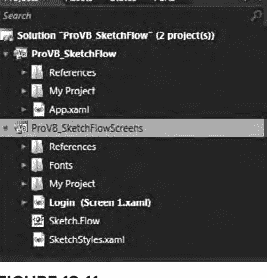 Search
Solution "ProVB_SketchFlow" (2 project(s))
ProVB_SketchFlow
References
My Project
App.xaml
ProVB_SketchFlowScreens
References
Fonts
My Project
Login (Screen 1.xaml)
Sketch.Flow
SketchStyles.xaml